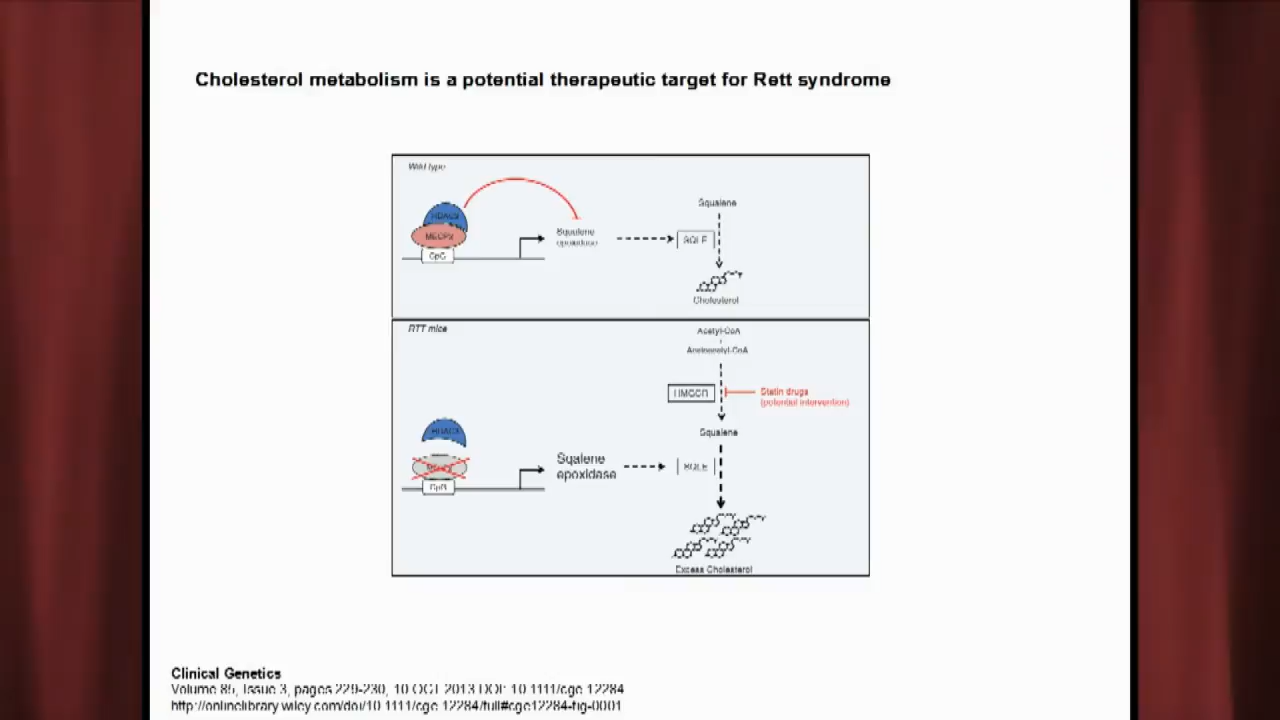 Cholesterol metabolism is a potential therapeutic target for Rett syndrome
Wild type
Squalene
HDAC3
MECP2
Squalene
epoxidase
SQLE
CpG
Cholesterol
RTT mice
Acetyl-CoA
Acetoacetyl-CoA
HMGCR
Statin drugs
(potential intervention)
HDAC3
Squalene
Sqalene
epoxidase
SQLE
CpG
Excess Cholesterol
Clinical Genetics
Volume 85, Issue 3, pages 229-230, 10 OCT 2013 DOI: 10.1111/cge.12284
http://onlinelibrary.wiley.com/doi/10.1111/cge.12284/full#cge12284-fig-0001